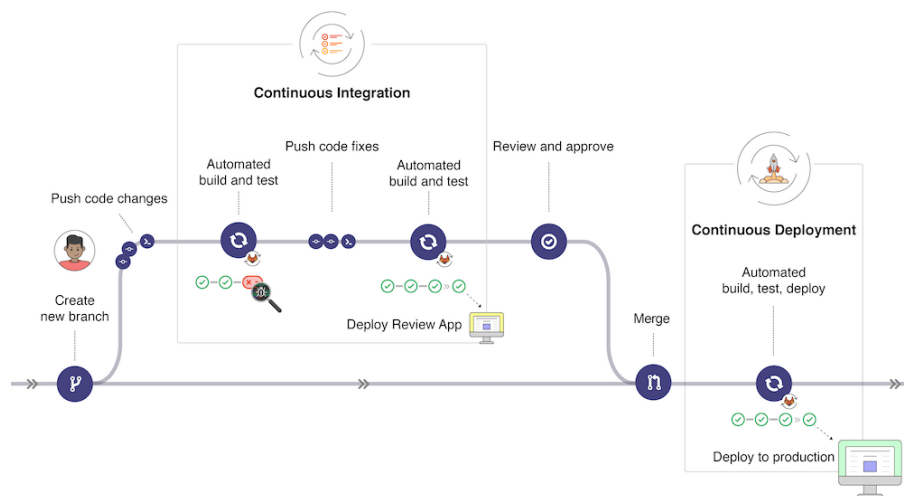 Continuous Integration
Push code changes
Automated
build and test
Push code fixes
Automated
build and test
Review and approve
Continuous Deployment
Automated
build, test, deploy
Create
new branch
Deploy Review App
Merge
Deploy to production